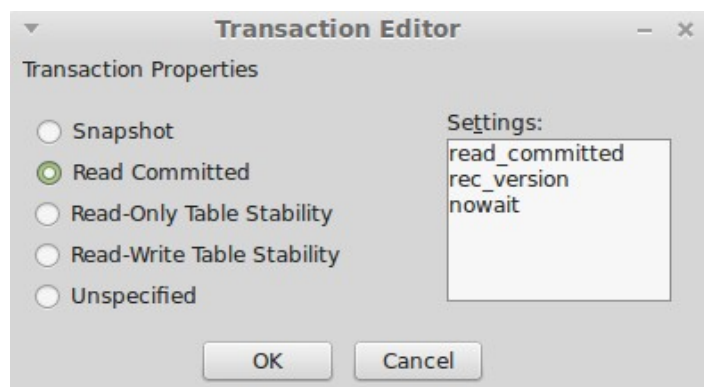 Transaction Editor
Transaction Properties
Snapshot
Read Committed
Read-Only Table Stability
Read-Write Table Stability
Unspecified
Settings:
read_committed
rec_version
nowait
OK
Cancel